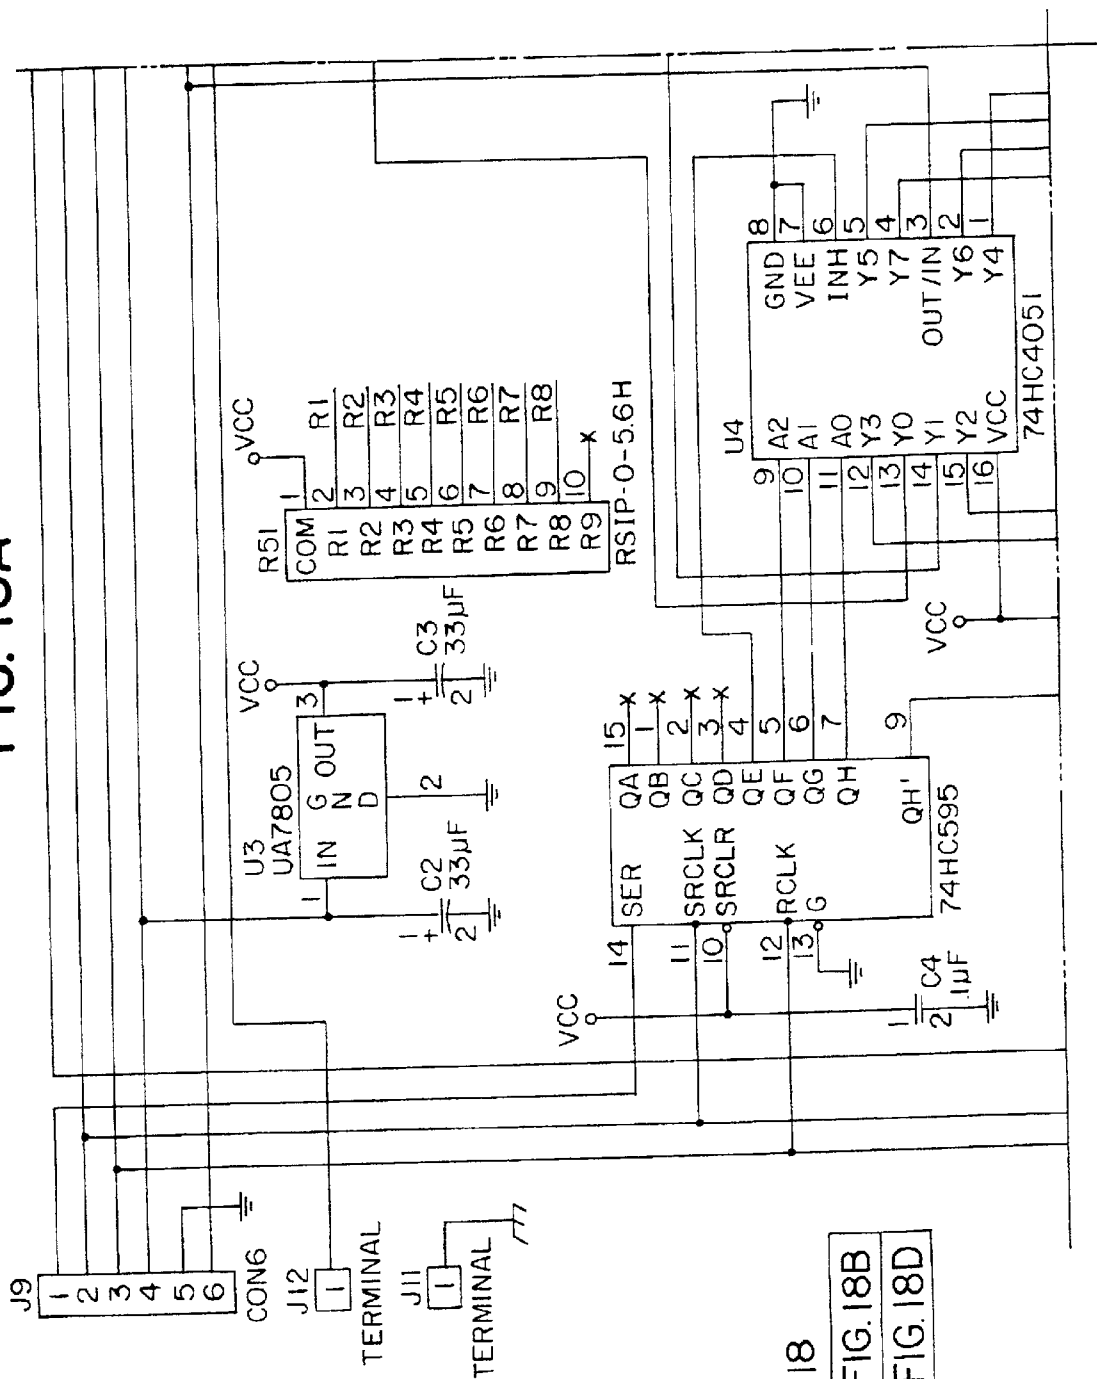 J9
1
2
3
4
5
6
CON6
J12
1
TERMINAL
J11
1
TERMINAL
18
FIG. 18B
FIG. 18D
U3
UA7805
IN
G
N
D
OUT
1
2
3
VCC
C2
33µF
1
+
2
C3
33µF
1
+
2
R51
VCC
COM 1
R1 2 R1
R2 3 R2
R3 4 R3
R4 5 R4
R5 6 R5
R6 7 R6
R7 8 R7
R8 9 R8
R9 10 x
RSIP-0-5.6H
VCC
C4
.1µF
1
2
14 SER
11 SRCLK
10 SRCLR
12 RCLK
13 G
QA 15 x
QB 1 x
QC 2 x
QD 3 x
QE 4
QF 5
QG 6
QH 7
QH' 9
74HC595
VCC
U4
9 A2
10 A1
11 A0
12 Y3
13 Y0
14 Y1
15 Y2
16 VCC
GND 8
VEE 7
INH 6
Y5 5
Y7 4
OUT/IN 3
Y6 2
Y4 1
74HC4051